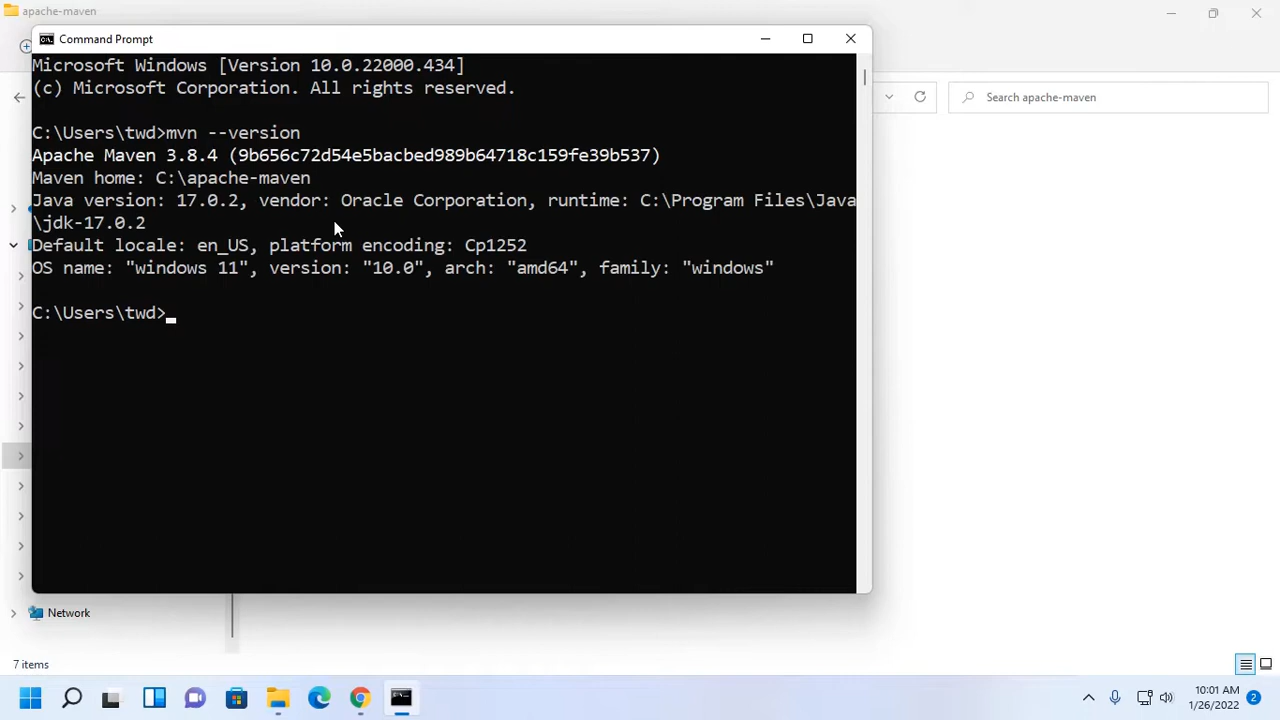 apache-maven
Command Prompt
Microsoft Windows [Version 10.0.22000.434]
(c) Microsoft Corporation. All rights reserved.
C:\Users\twd>mvn --version
Apache Maven 3.8.4 (9b656c72d54e5bacbed989b64718c159fe39b537)
Maven home: C:\apache-maven
Java version: 17.0.2, vendor: Oracle Corporation, runtime: C:\Program Files\Java
\jdk-17.0.2
Default locale: en_US, platform encoding: Cp1252
OS name: "windows 11", version: "10.0", arch: "amd64", family: "windows"
C:\Users\twd>
Search apache-maven
Network
7 items
10:01 AM
1/26/2022
2